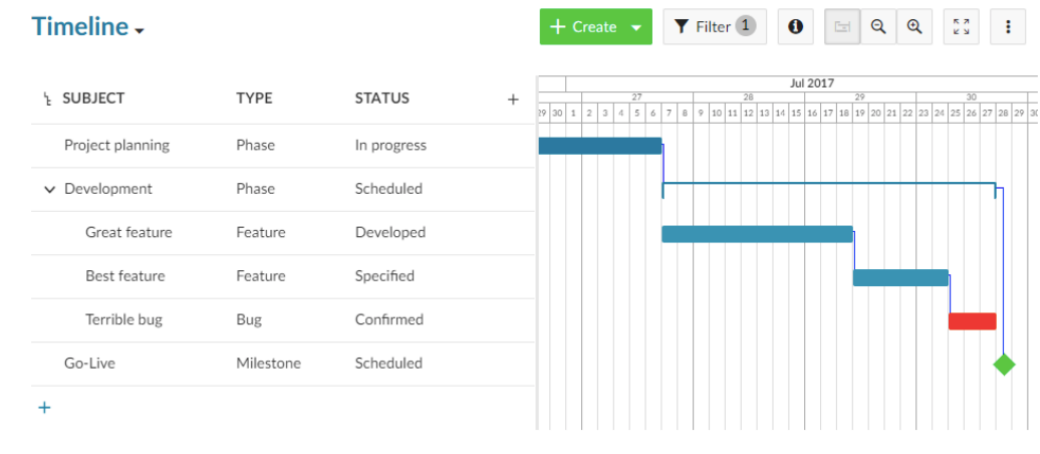 Timeline
+ Create
Filter 1
SUBJECT TYPE STATUS +
Jul 2017
27 28 29 30
29 30 1 2 3 4 5 6 7 8 9 10 11 12 13 14 15 16 17 18 19 20 21 22 23 24 25 26 27 28 29 30
Project planning Phase In progress
Development Phase Scheduled
Great feature Feature Developed
Best feature Feature Specified
Terrible bug Bug Confirmed
Go-Live Milestone Scheduled
+